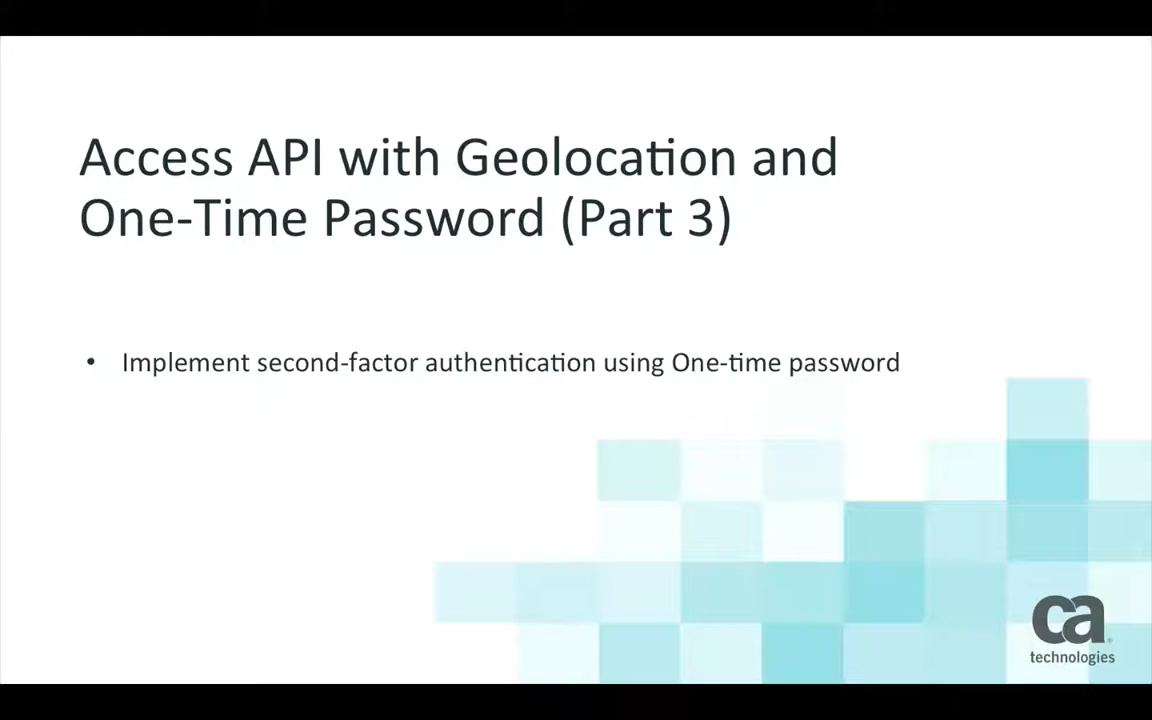 Access API with Geolocation and
One-Time Password (Part 3)
• Implement second-factor authentication using One-time password
ca
technologies